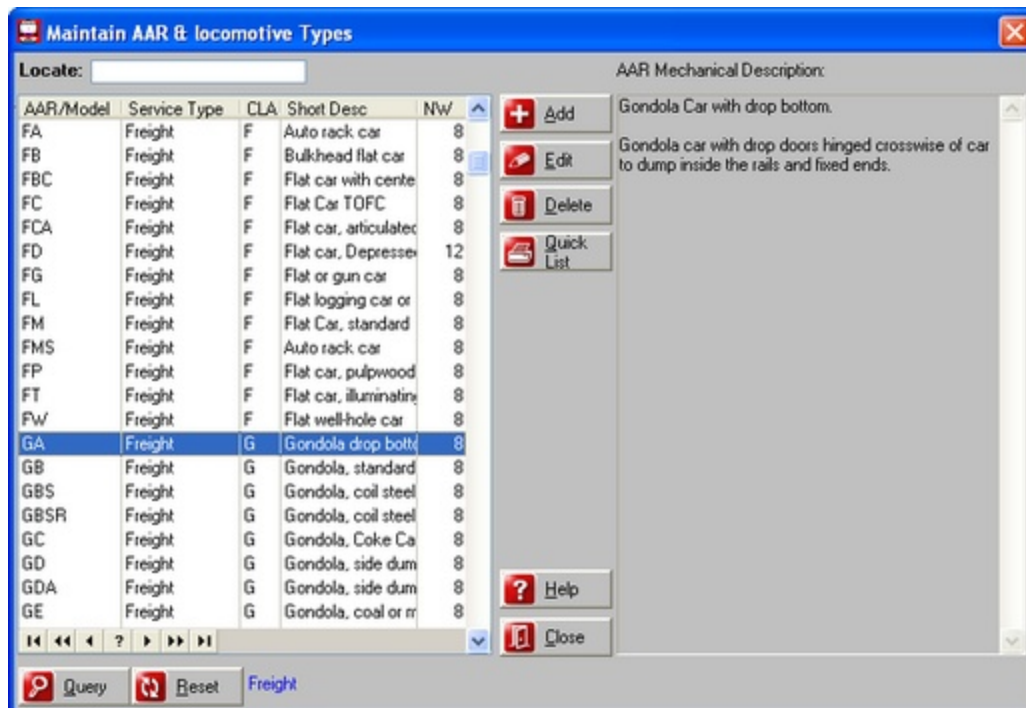 Maintain AAR & locomotive Types
Locate:
AAR Mechanical Description:
AAR/Model Service Type CLA Short Desc NW
FA Freight F Auto rack car 8
FB Freight F Bulkhead flat car 8
FBC Freight F Flat car with cente 8
FC Freight F Flat Car TOFC 8
FCA Freight F Flat car, articulated 8
FD Freight F Flat car, Depresse 12
FG Freight F Flat or gun car 8
FL Freight F Flat logging car or 8
FM Freight F Flat Car, standard 8
FMS Freight F Auto rack car 8
FP Freight F Flat car, pulpwood 8
FT Freight F Flat car, illuminatin 8
FW Freight F Flat well-hole car 8
GA Freight G Gondola drop botto 8
GB Freight G Gondola, standard 8
GBS Freight G Gondola, coil steel 8
GBSR Freight G Gondola, coil steel 8
GC Freight G Gondola, Coke Ca 8
GD Freight G Gondola, side dum 8
GDA Freight G Gondola, side dum 8
GE Freight G Gondola, coal or m 8
?
Add
Edit
Delete
Quick
List
Help
Close
Gondola Car with drop bottom.
Gondola car with drop doors hinged crosswise of car
to dump inside the rails and fixed ends.
Query
Reset
Freight